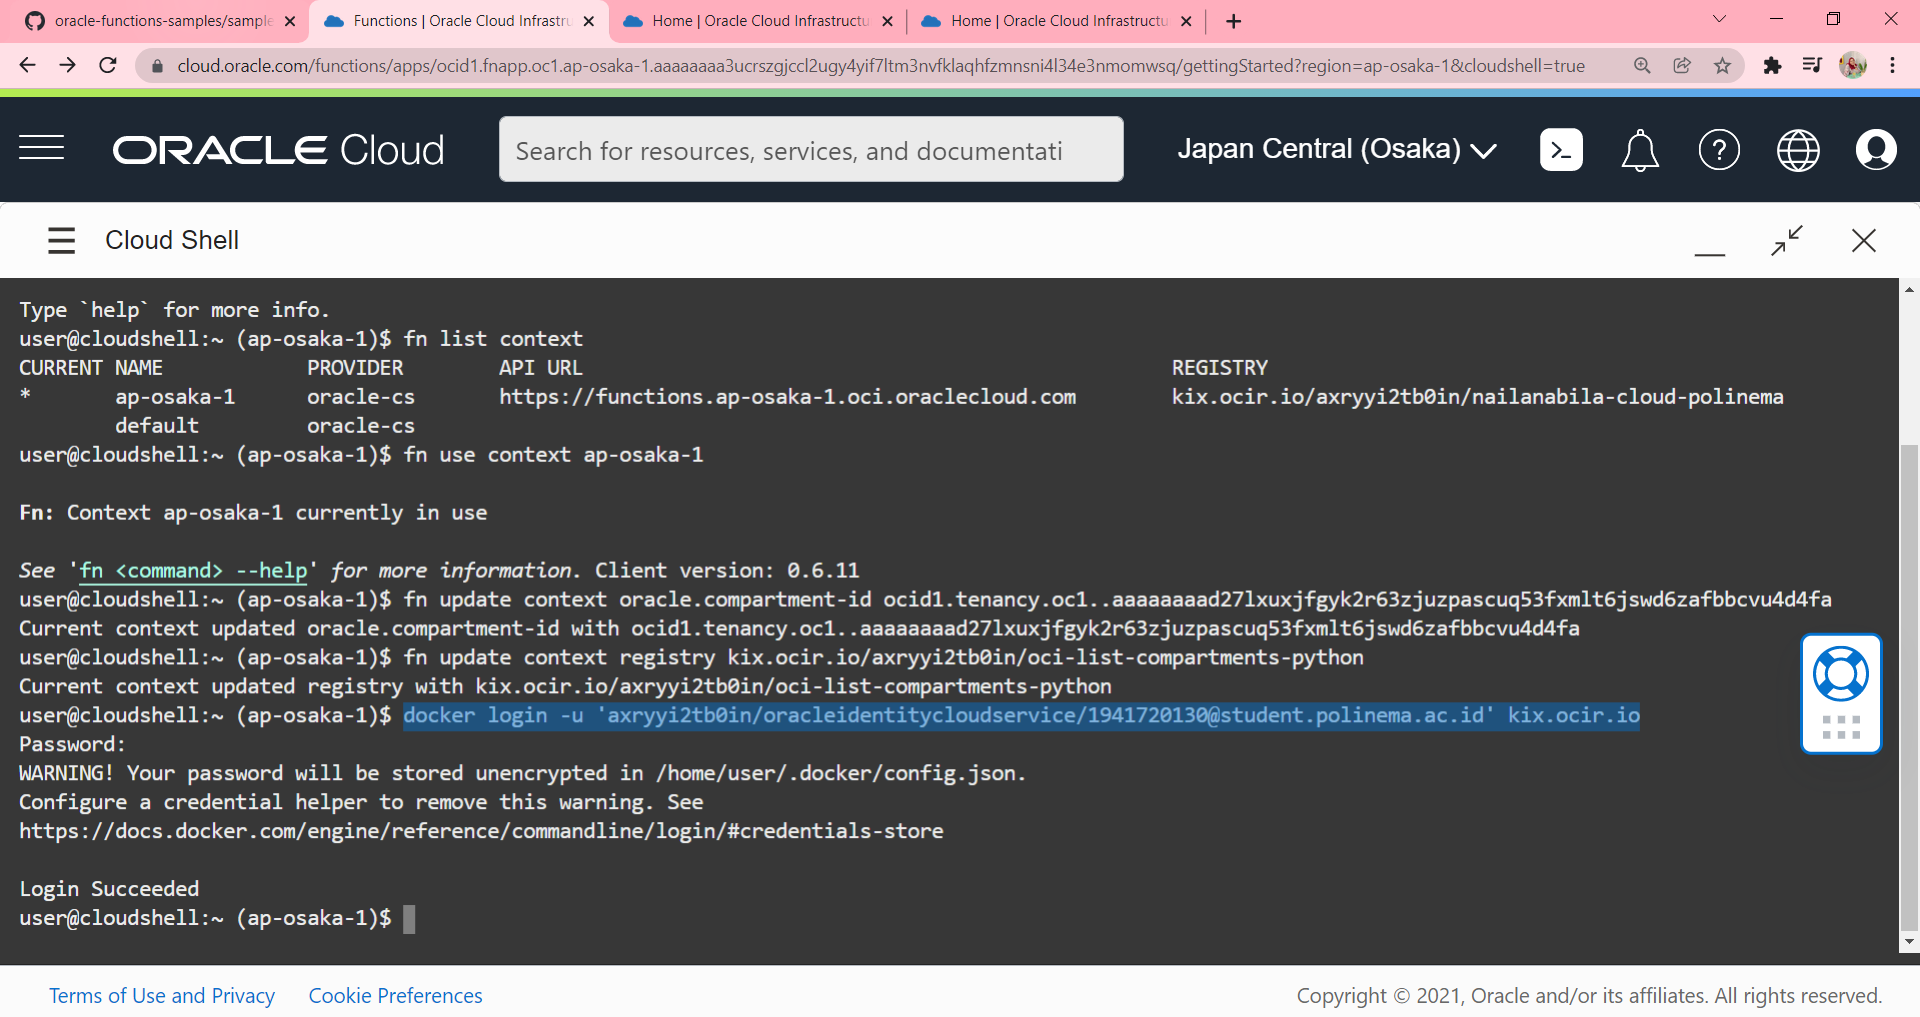 oracle-functions-samples/sample
Functions | Oracle Cloud Infrastru
Home | Oracle Cloud Infrastructu
Home | Oracle Cloud Infrastructu
cloud.oracle.com/functions/apps/ocid1.fnapp.oc1.ap-osaka-1.aaaaaaaa3ucrszgjccl2ugy4yif7ltm3nvfklaqhfzmnsni4l34e3nmomwsq/gettingStarted?region=ap-osaka-1&cloudshell=true
ORACLE Cloud
Search for resources, services, and documentati
Japan Central (Osaka)
Cloud Shell
Type `help` for more info.
user@cloudshell:~ (ap-osaka-1)$ fn list context
CURRENT NAME PROVIDER API URL REGISTRY
* ap-osaka-1 oracle-cs https://functions.ap-osaka-1.oci.oraclecloud.com kix.ocir.io/axryyi2tb0in/nailanabila-cloud-polinema
default oracle-cs
user@cloudshell:~ (ap-osaka-1)$ fn use context ap-osaka-1
Fn: Context ap-osaka-1 currently in use
See 'fn <command> --help' for more information. Client version: 0.6.11
user@cloudshell:~ (ap-osaka-1)$ fn update context oracle.compartment-id ocid1.tenancy.oc1..aaaaaaaad27lxuxjfgyk2r63zjuzpascuq53fxmlt6jswd6zafbbcvu4d4fa
Current context updated oracle.compartment-id with ocid1.tenancy.oc1..aaaaaaaad27lxuxjfgyk2r63zjuzpascuq53fxmlt6jswd6zafbbcvu4d4fa
user@cloudshell:~ (ap-osaka-1)$ fn update context registry kix.ocir.io/axryyi2tb0in/oci-list-compartments-python
Current context updated registry with kix.ocir.io/axryyi2tb0in/oci-list-compartments-python
user@cloudshell:~ (ap-osaka-1)$ docker login -u 'axryyi2tb0in/oracleidentitycloudservice/1941720130@student.polinema.ac.id' kix.ocir.io
Password:
WARNING! Your password will be stored unencrypted in /home/user/.docker/config.json.
Configure a credential helper to remove this warning. See
https://docs.docker.com/engine/reference/commandline/login/#credentials-store
Login Succeeded
user@cloudshell:~ (ap-osaka-1)$
Terms of Use and Privacy
Cookie Preferences
Copyright © 2021, Oracle and/or its affiliates. All rights reserved.